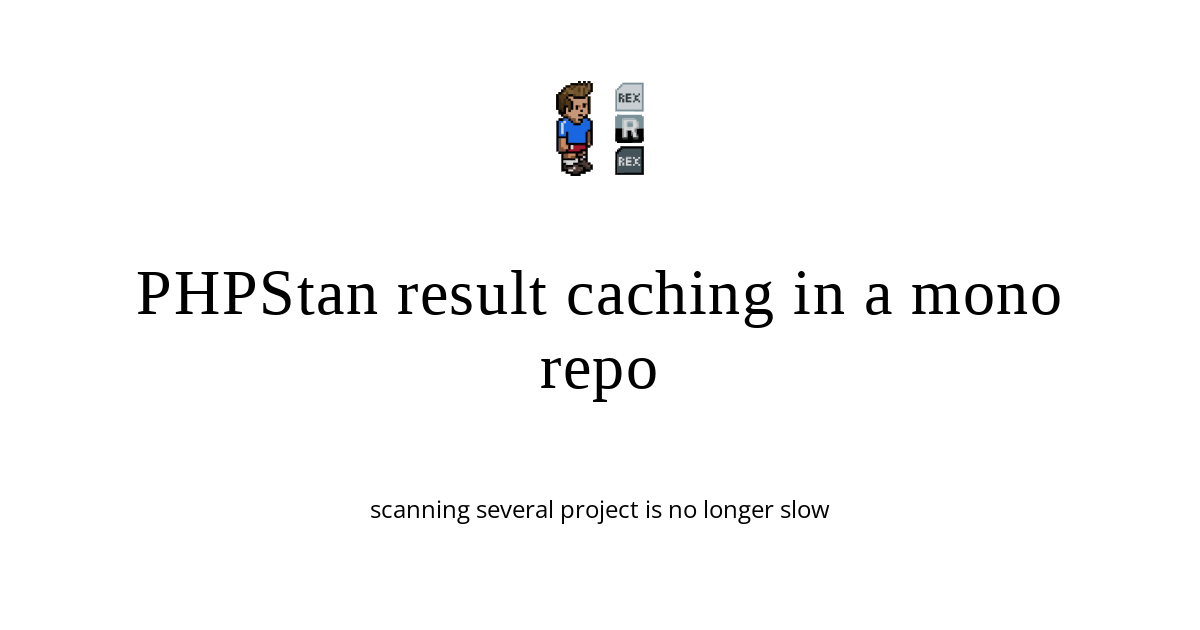 REX
R
REX
PHPStan result caching in a mono
repo
scanning several project is no longer slow